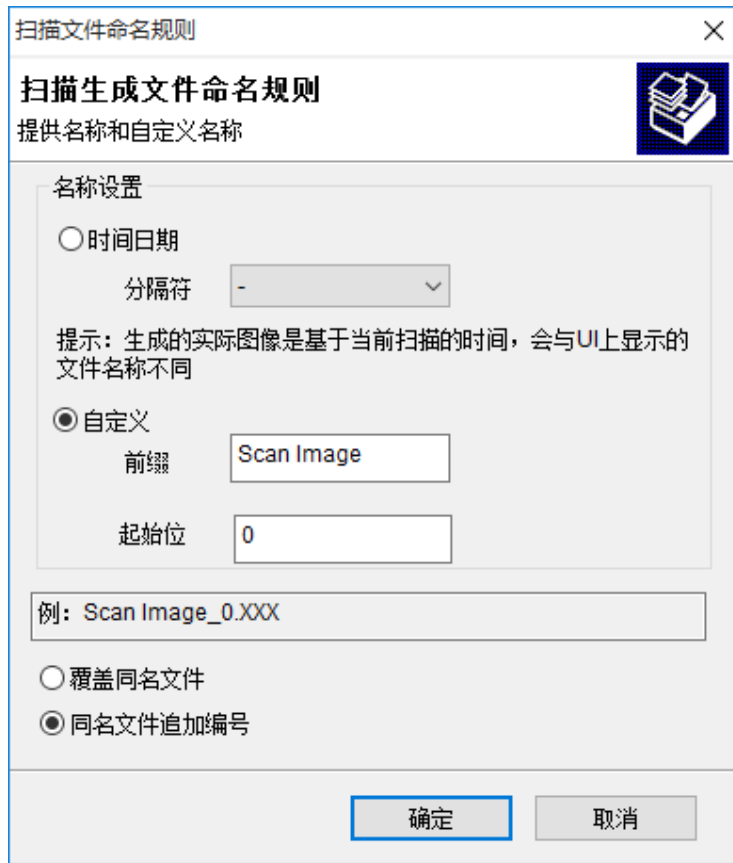 扫描文件命名规则
扫描生成文件命名规则
提供名称和自定义名称
名称设置
时间日期
分隔符 -
提示：生成的实际图像是基于当前扫描的时间，会与UI上显示的
文件名称不同
自定义
前缀 Scan Image
起始位 0
例：Scan Image_0.XXX
覆盖同名文件
同名文件追加编号
确定 取消